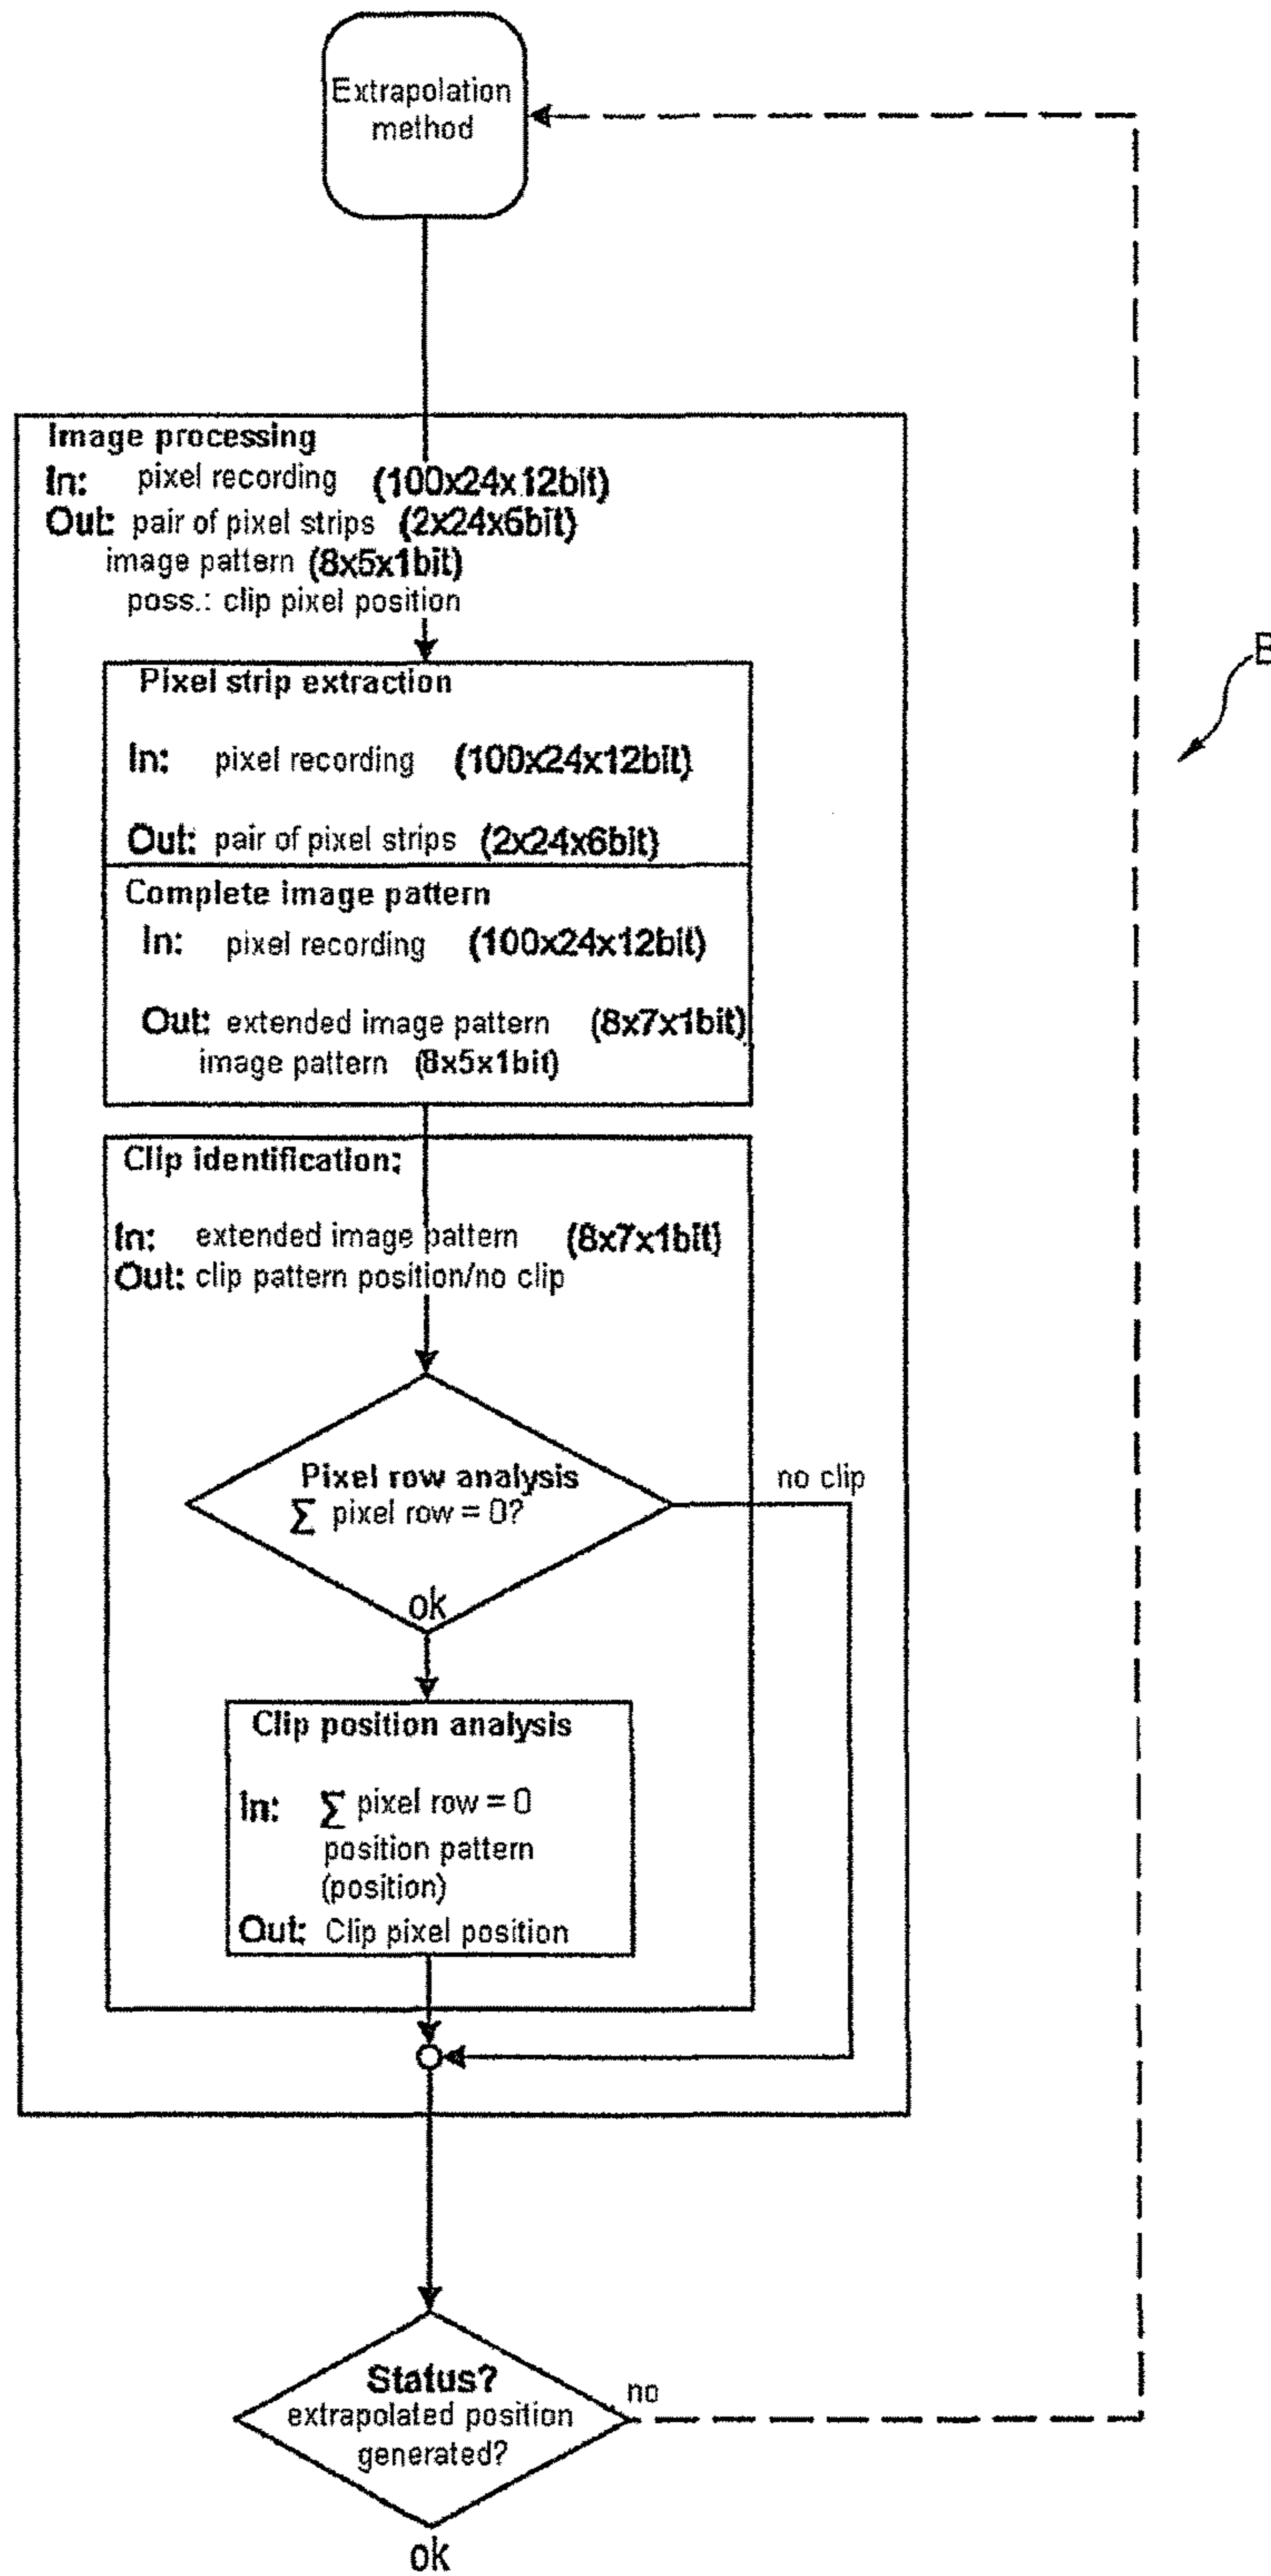 Extrapolation
method
B
Image processing
In: pixel recording (100x24x12bit)
Out: pair of pixel strips (2x24x6bit)
image pattern (8x5x1bit)
poss.: clip pixel position
Pixel strip extraction
In: pixel recording (100x24x12bit)
Out: pair of pixel strips (2x24x6bit)
Complete image pattern
In: pixel recording (100x24x12bit)
Out: extended image pattern (8x7x1bit)
image pattern (8x5x1bit)
Clip identification:
In: extended image pattern (8x7x1bit)
Out: clip pattern position/no clip
Pixel row analysis
Σ pixel row = 0?
no clip
ok
Clip position analysis
In: Σ pixel row = 0
position pattern
(position)
Out: Clip pixel position
Status?
extrapolated position
generated?
no
ok